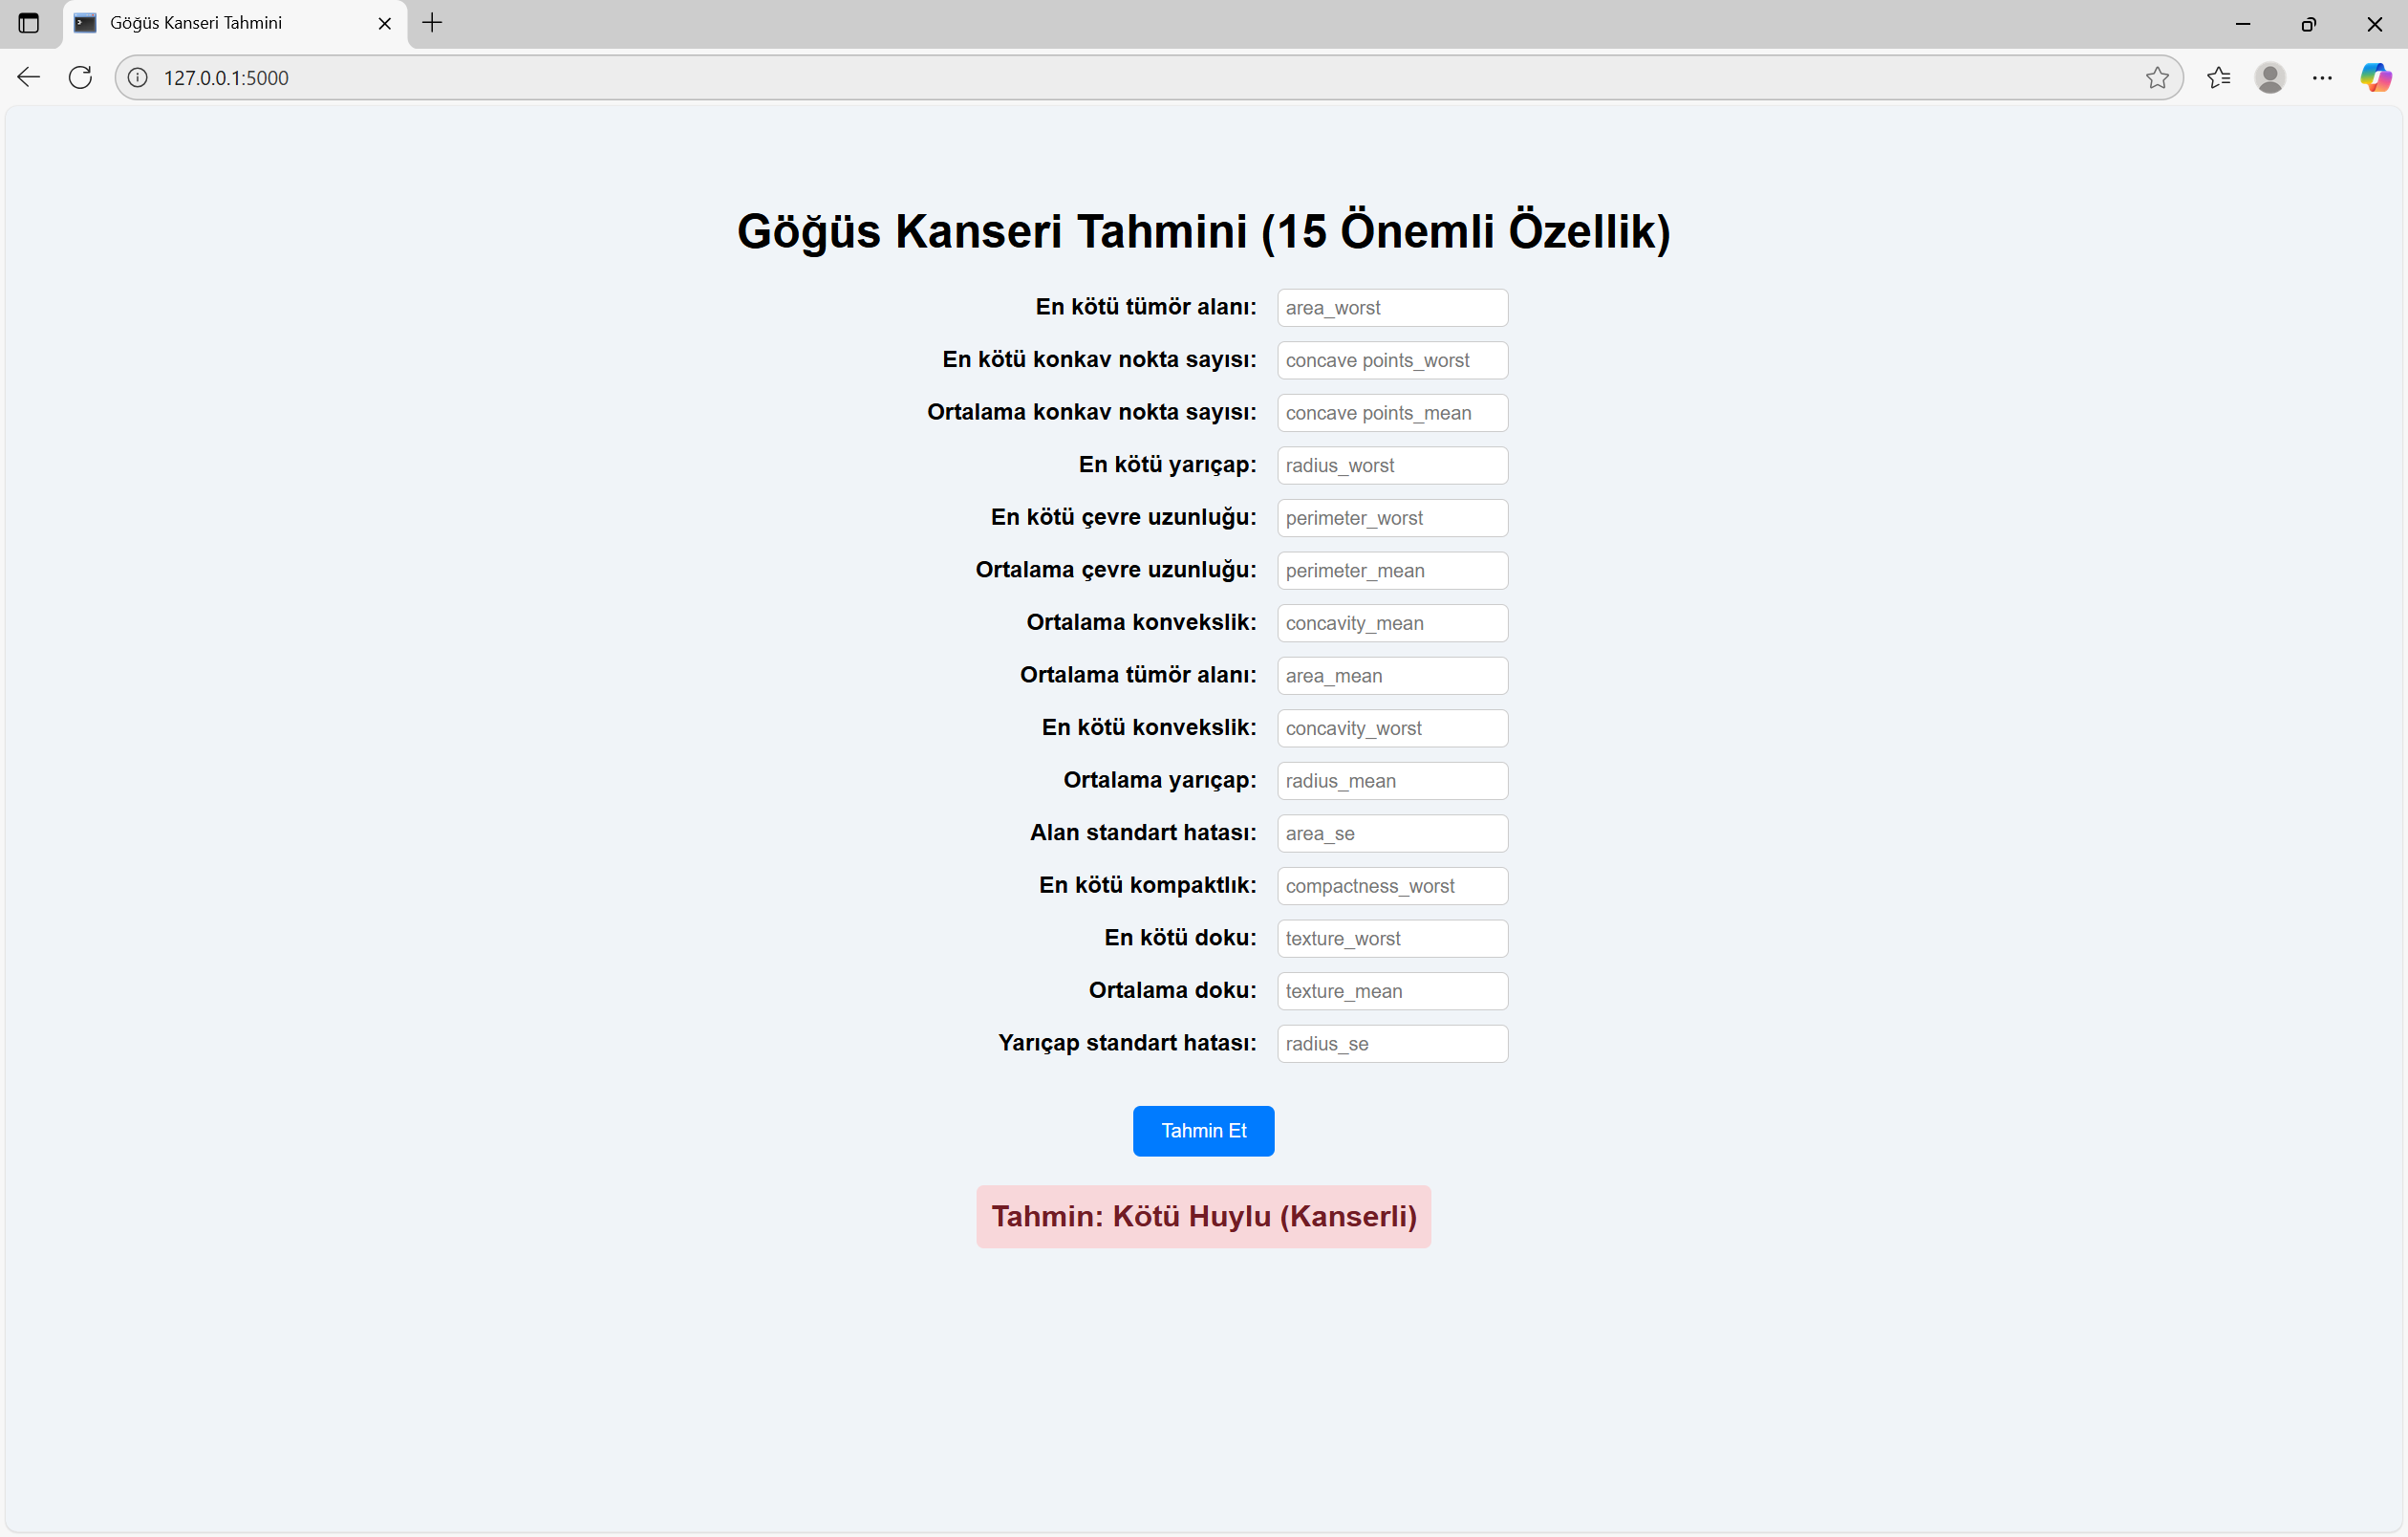 Göğüs Kanseri Tahmini
127.0.0.1:5000
Göğüs Kanseri Tahmini (15 Önemli Özellik)
En kötü tümör alanı: area_worst
En kötü konkav nokta sayısı: concave points_worst
Ortalama konkav nokta sayısı: concave points_mean
En kötü yarıçap: radius_worst
En kötü çevre uzunluğu: perimeter_worst
Ortalama çevre uzunluğu: perimeter_mean
Ortalama konvekslik: concavity_mean
Ortalama tümör alanı: area_mean
En kötü konvekslik: concavity_worst
Ortalama yarıçap: radius_mean
Alan standart hatası: area_se
En kötü kompaktlık: compactness_worst
En kötü doku: texture_worst
Ortalama doku: texture_mean
Yarıçap standart hatası: radius_se
Tahmin Et
Tahmin: Kötü Huylu (Kanserli)